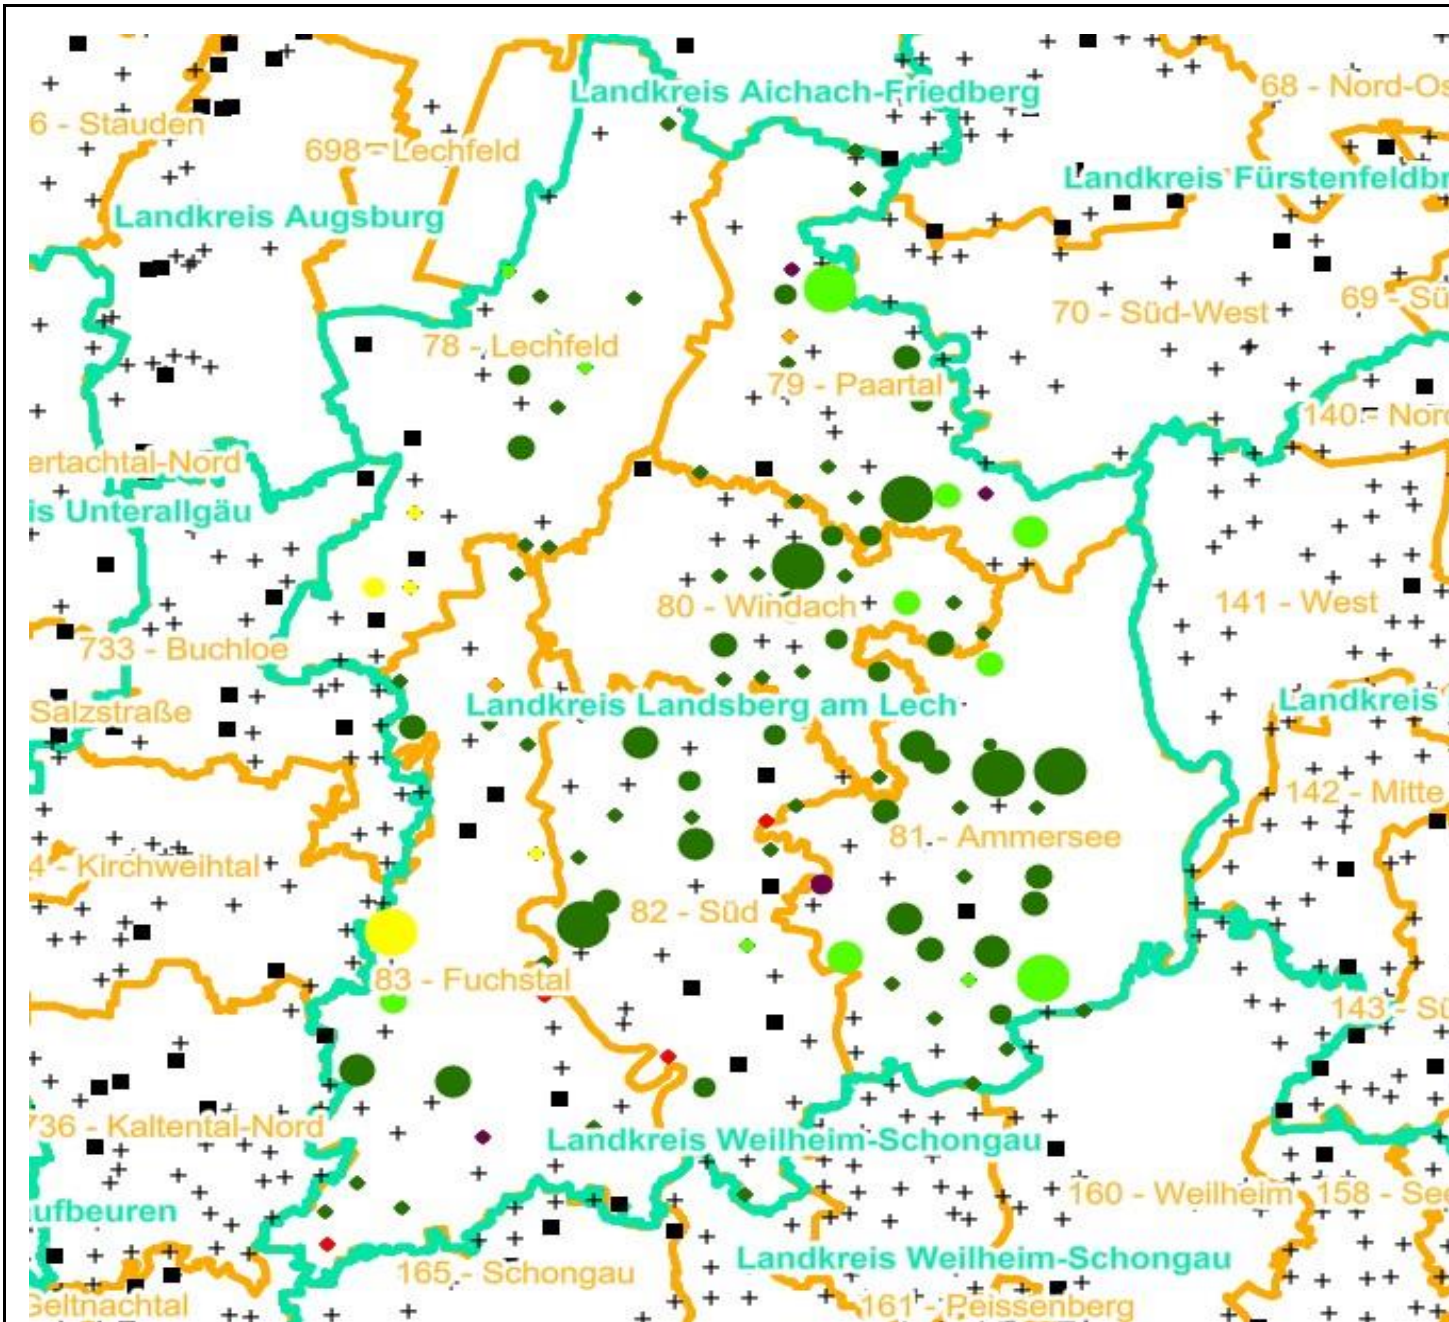 68 - Nord-Os
Landkreis Aichach-Friedberg
6 - Stauden
698 - Lechfeld
Landkreis Fürstenfeldbr
Landkreis Augsburg
69 - Sü
70 - Süd-West
78 - Lechfeld
79 - Paartal
140 - Nord
ertachtal-Nord
is Unterallgäu
141 - West
80 - Windach
733 - Buchloe
Landkreis
Landkreis Landsberg am Lech
Salzstraße
142 - Mitte
81 - Ammersee
4 - Kirchweihtal
82 - Süd
83 - Fuchstal
143 - Sü
736 - Kaltental-Nord
Landkreis Weilheim-Schongau
160 - Weilheim
158 - See
ufbeuren
Landkreis Weilheim-Schongau
165 - Schongau
Geltnachtal
161 - Peissenberg